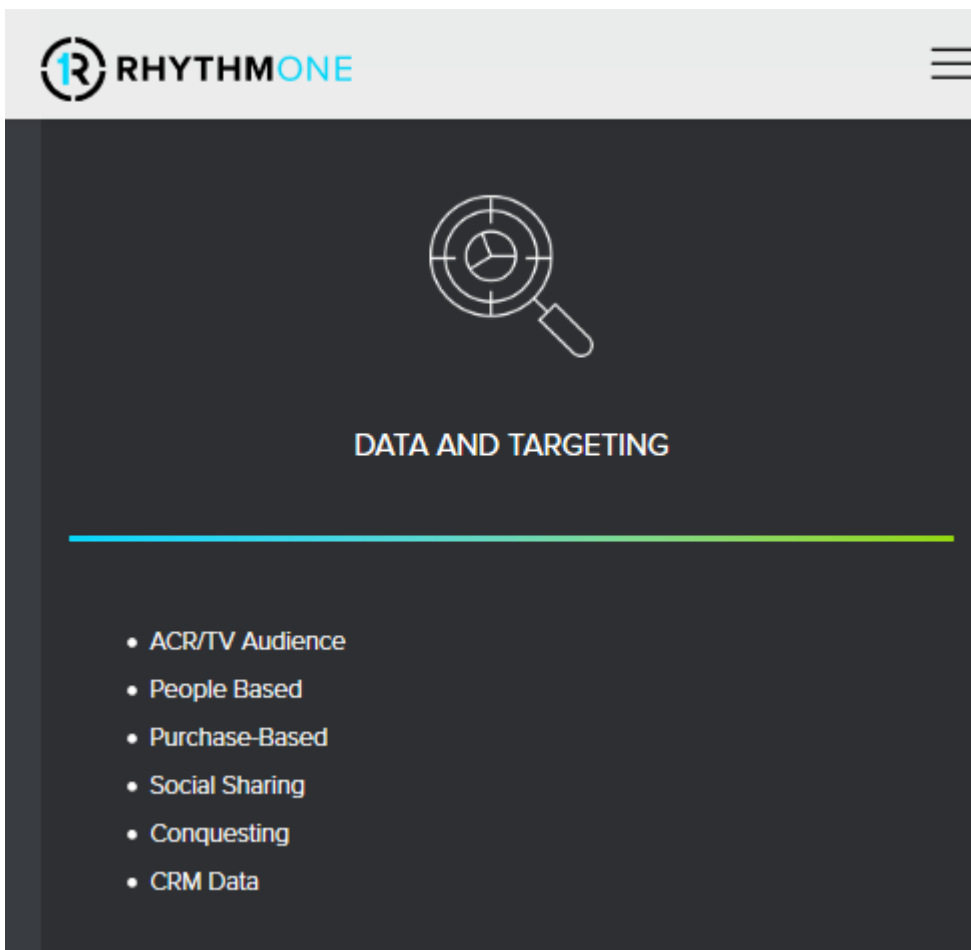 RHYTHMONE
DATA AND TARGETING
• ACR/TV Audience
• People Based
• Purchase-Based
• Social Sharing
• Conquesting
• CRM Data